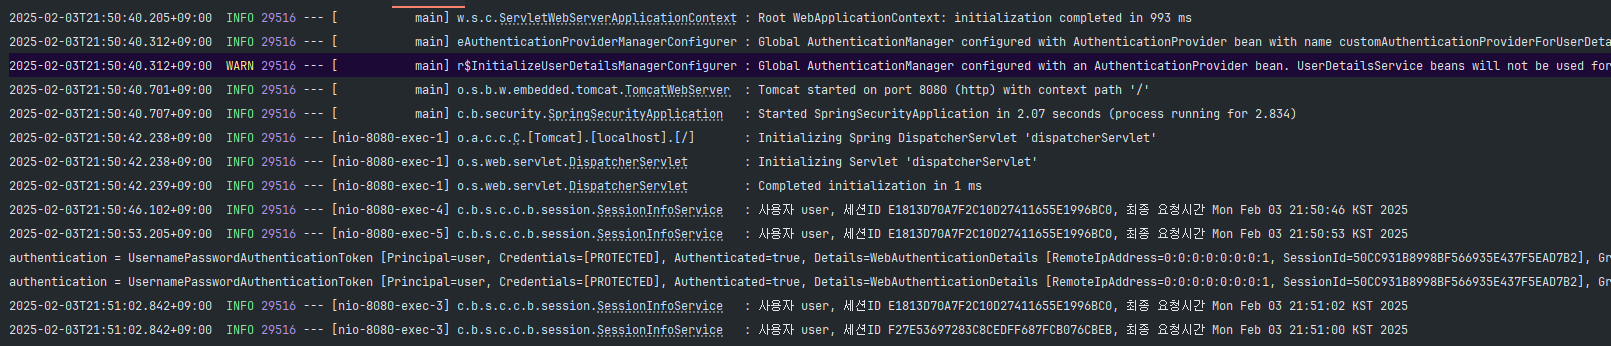 2025-02-03T21:50:40.205+09:00  INFO 29516 --- [           main] w.s.c.ServletWebServerApplicationContext : Root WebApplicationContext: initialization completed in 993 ms
2025-02-03T21:50:40.312+09:00  INFO 29516 --- [           main] eAuthenticationProviderManagerConfigurer : Global AuthenticationManager configured with AuthenticationProvider bean with name customAuthenticationProviderForUserDeta
2025-02-03T21:50:40.312+09:00  WARN 29516 --- [           main] r$InitializeUserDetailsManagerConfigurer : Global AuthenticationManager configured with an AuthenticationProvider bean. UserDetailsService beans will not be used for
2025-02-03T21:50:40.701+09:00  INFO 29516 --- [           main] o.s.b.w.embedded.tomcat.TomcatWebServer  : Tomcat started on port 8080 (http) with context path '/'
2025-02-03T21:50:40.707+09:00  INFO 29516 --- [           main] c.b.security.SpringSecurityApplication   : Started SpringSecurityApplication in 2.07 seconds (process running for 2.834)
2025-02-03T21:50:42.238+09:00  INFO 29516 --- [nio-8080-exec-1] o.a.c.c.C.[Tomcat].[localhost].[/]       : Initializing Spring DispatcherServlet 'dispatcherServlet'
2025-02-03T21:50:42.238+09:00  INFO 29516 --- [nio-8080-exec-1] o.s.web.servlet.DispatcherServlet        : Initializing Servlet 'dispatcherServlet'
2025-02-03T21:50:42.239+09:00  INFO 29516 --- [nio-8080-exec-1] o.s.web.servlet.DispatcherServlet        : Completed initialization in 1 ms
2025-02-03T21:50:46.102+09:00  INFO 29516 --- [nio-8080-exec-4] c.b.s.c.c.b.session.SessionInfoService   : 사용자 user, 세션ID E1813D70A7F2C10D27411655E1996BC0, 최종 요청시간 Mon Feb 03 21:50:46 KST 2025
2025-02-03T21:50:53.205+09:00  INFO 29516 --- [nio-8080-exec-5] c.b.s.c.c.b.session.SessionInfoService   : 사용자 user, 세션ID E1813D70A7F2C10D27411655E1996BC0, 최종 요청시간 Mon Feb 03 21:50:53 KST 2025
authentication = UsernamePasswordAuthenticationToken [Principal=user, Credentials=[PROTECTED], Authenticated=true, Details=WebAuthenticationDetails [RemoteIpAddress=0:0:0:0:0:0:0:1, SessionId=50CC931B8998BF566935E437F5EAD7B2], Gr
authentication = UsernamePasswordAuthenticationToken [Principal=user, Credentials=[PROTECTED], Authenticated=true, Details=WebAuthenticationDetails [RemoteIpAddress=0:0:0:0:0:0:0:1, SessionId=50CC931B8998BF566935E437F5EAD7B2], Gr
2025-02-03T21:51:02.842+09:00  INFO 29516 --- [nio-8080-exec-3] c.b.s.c.c.b.session.SessionInfoService   : 사용자 user, 세션ID E1813D70A7F2C10D27411655E1996BC0, 최종 요청시간 Mon Feb 03 21:51:02 KST 2025
2025-02-03T21:51:02.842+09:00  INFO 29516 --- [nio-8080-exec-3] c.b.s.c.c.b.session.SessionInfoService   : 사용자 user, 세션ID F27E53697283C8CEDFF687FCB076CBEB, 최종 요청시간 Mon Feb 03 21:51:00 KST 2025